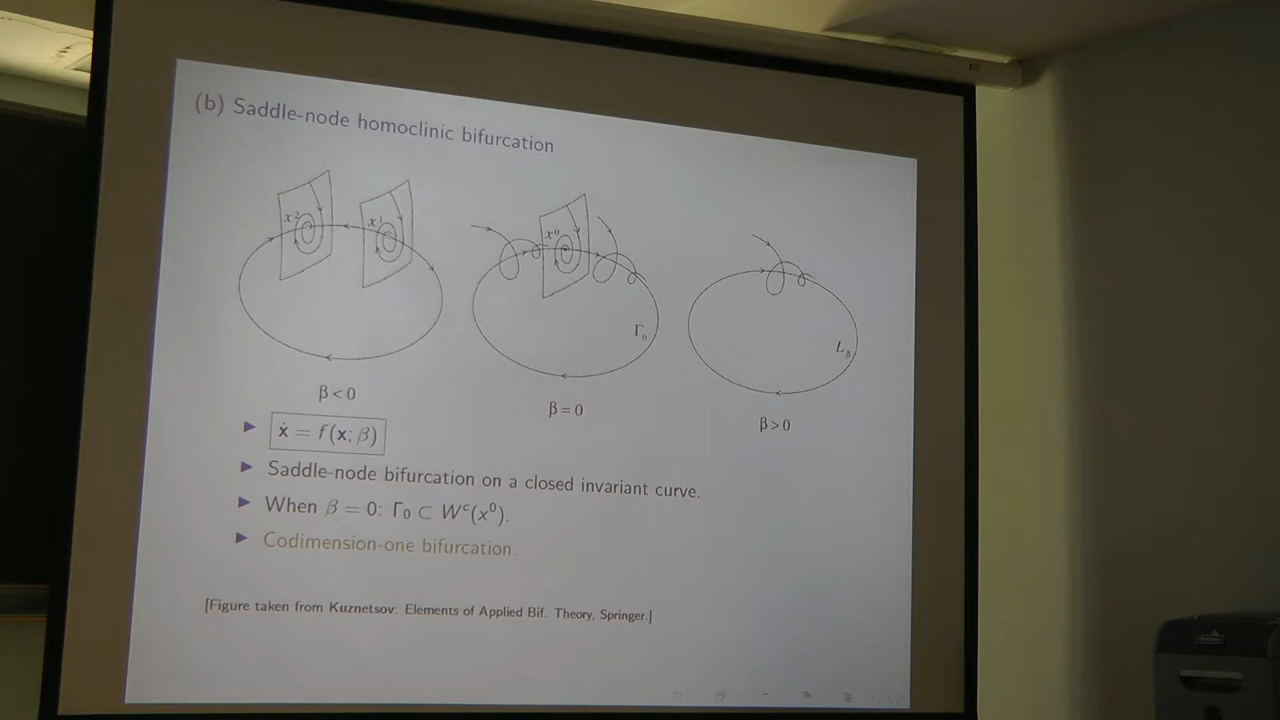 (b) Saddle-node homoclinic bifurcation
x² x¹ x⁰
Γ₀
L_β
β < 0 β = 0 β > 0
ẋ = f(x; β)
Saddle-node bifurcation on a closed invariant curve.
When β = 0: Γ₀ ⊂ Wᶜ(x⁰).
Codimension-one bifurcation.
[Figure taken from Kuznetsov: Elements of Applied Bif. Theory, Springer.]